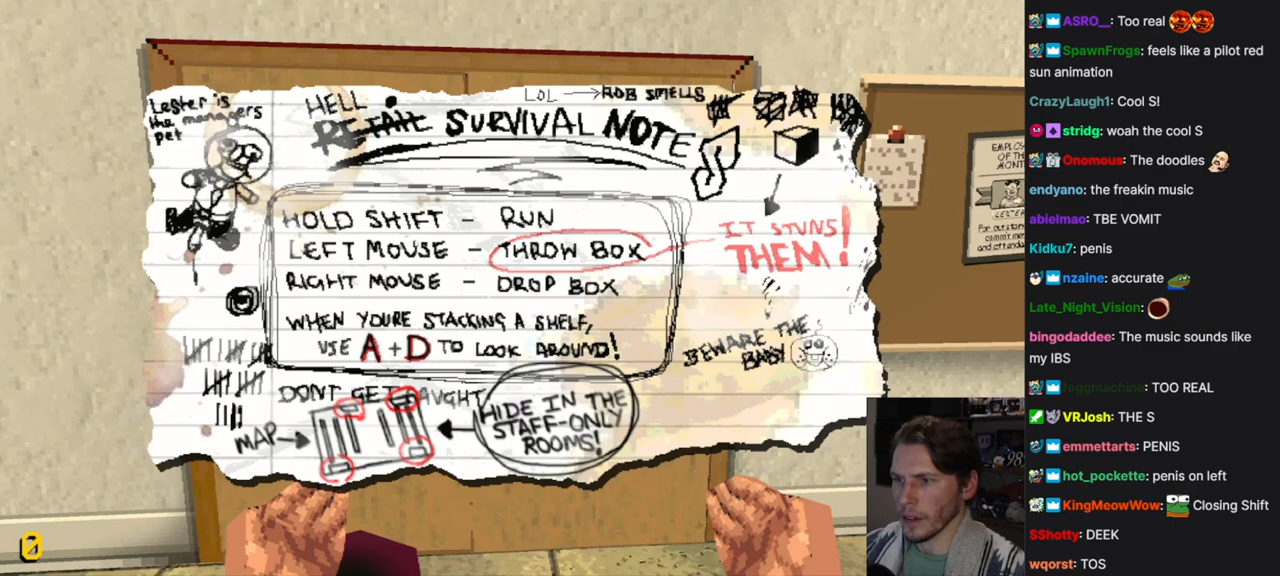 Lester is
the managers
pet
HELL
RETAIL SURVIVAL NOTE
LOL → ROB SMELLS
HOLD SHIFT - RUN
LEFT MOUSE - THROW BOX
RIGHT MOUSE - DROP BOX
WHEN YOURE STACKING A SHELF,
USE A + D TO LOOK AROUND!
IT STUNS
THEM!
BEWARE THE
BABY
DONT GET CAUGHT
MAP
HIDE IN THE
STAFF-ONLY
ROOMS!
EMPLOY
OF TH
MONT
ASRO__: Too real
SpawnFrogs: feels like a pilot red
sun animation
CrazyLaugh1: Cool S!
stridg: woah the cool S
Onomous: The doodles
endyano: the freakin music
abielmao: TBE VOMIT
Kidku7: penis
nzaine: accurate
Late_Night_Vision:
bingodaddee: The music sounds like
my IBS
foggmachine: TOO REAL
VRJosh: THE S
emmettarts: PENIS
hot_pockette: penis on left
KingMeowWow: Closing Shift
SShotty: DEEK
wqorst: TOS